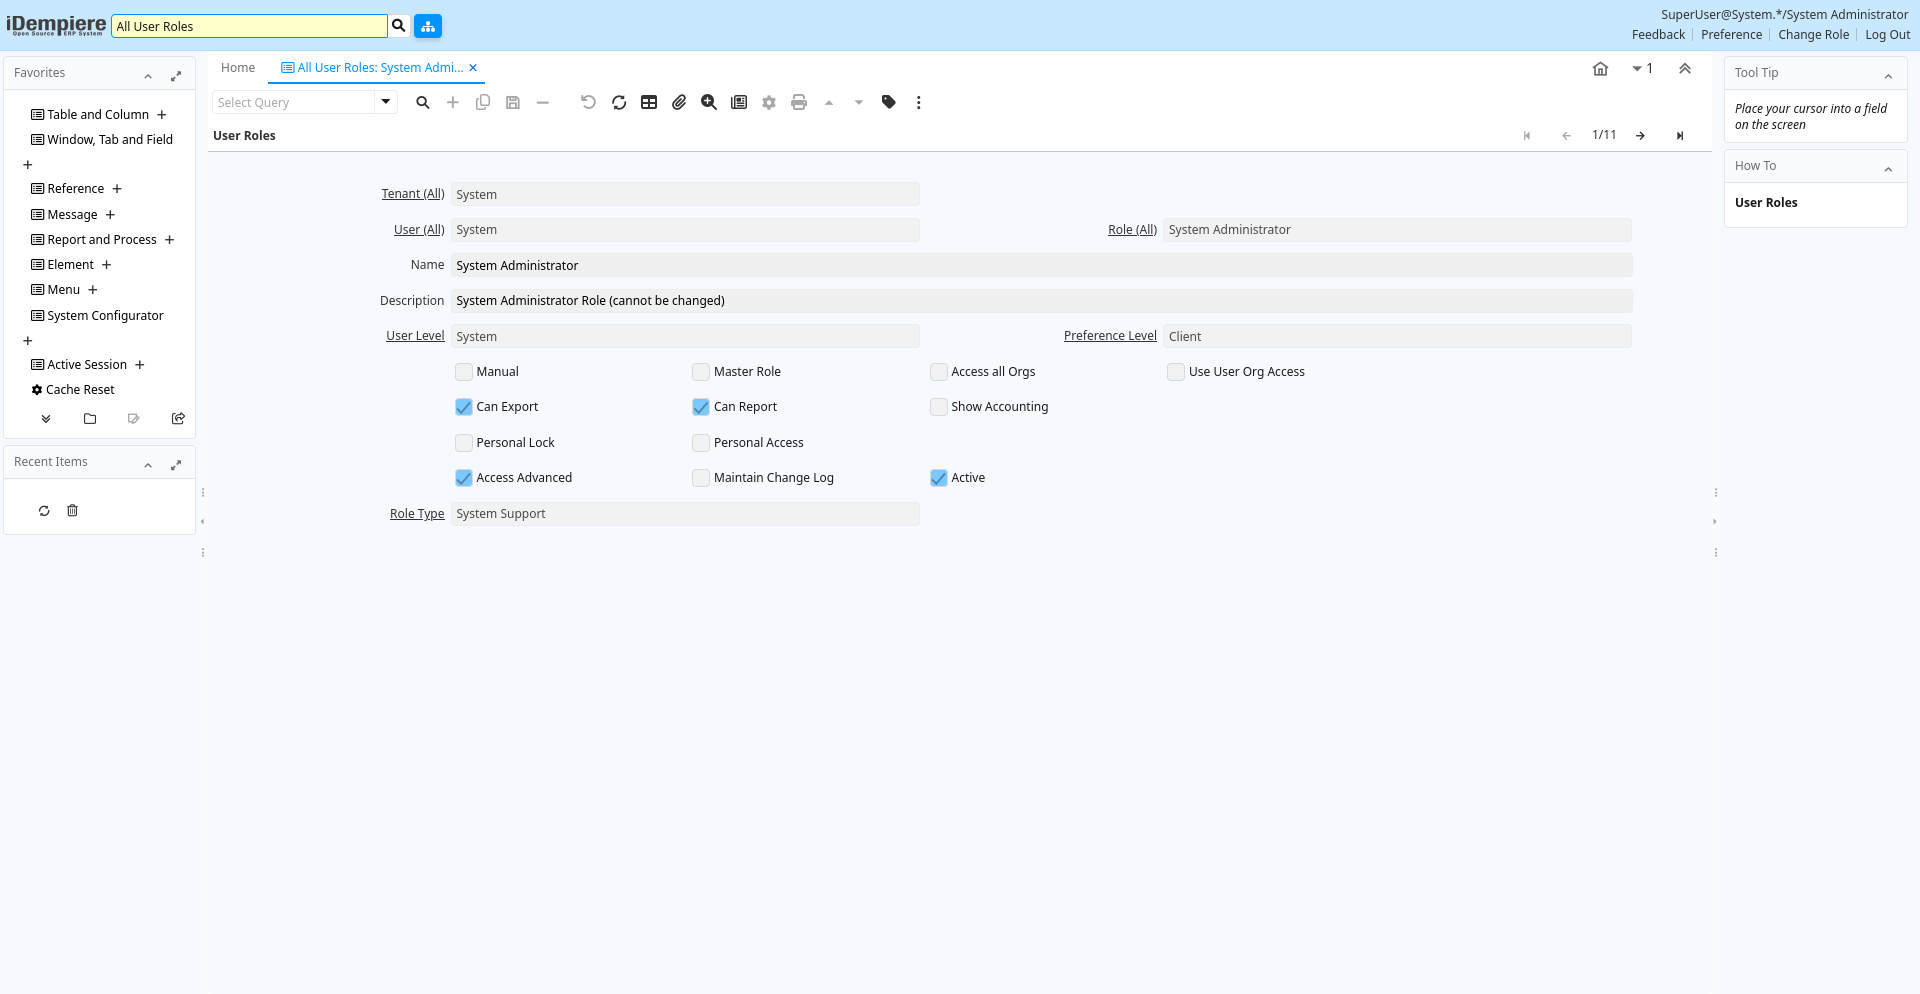 iDempiere
Open Source ERP System
All User Roles
SuperUser@System.*/System Administrator
Feedback
Preference
Change Role
Log Out
Favorites
Table and Column
Window, Tab and Field
Reference
Message
Report and Process
Element
Menu
System Configurator
Active Session
Cache Reset
Recent Items
Home
All User Roles: System Admi...
1
Select Query
User Roles
1/11
Tenant (All) System
User (All) System
Role (All) System Administrator
Name System Administrator
Description System Administrator Role (cannot be changed)
User Level System
Preference Level Client
Manual Master Role Access all Orgs Use User Org Access
Can Export Can Report Show Accounting
Personal Lock Personal Access
Access Advanced Maintain Change Log Active
Role Type System Support
Tool Tip
Place your cursor into a field
on the screen
How To
User Roles